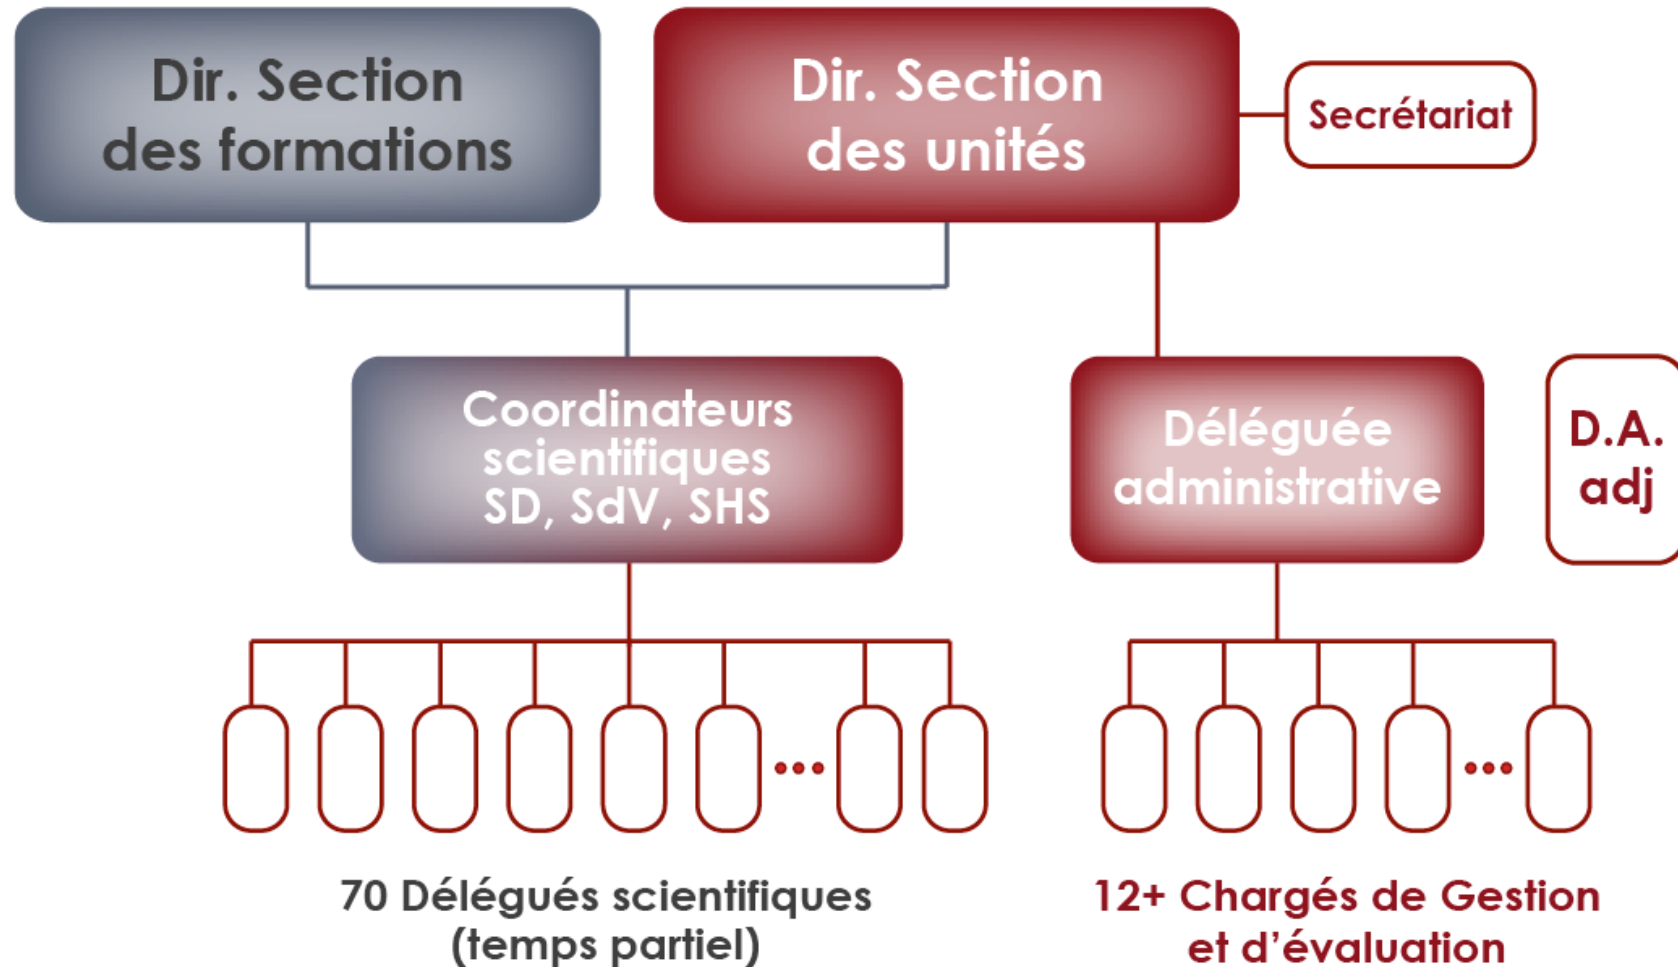 Dir. Section
des formations
Dir. Section
des unités
Secrétariat
Coordinateurs
scientifiques
SD, SdV, SHS
Déléguée
administrative
D.A.
adj
70 Délégués scientifiques
(temps partiel)
12+ Chargés de Gestion
et d’évaluation